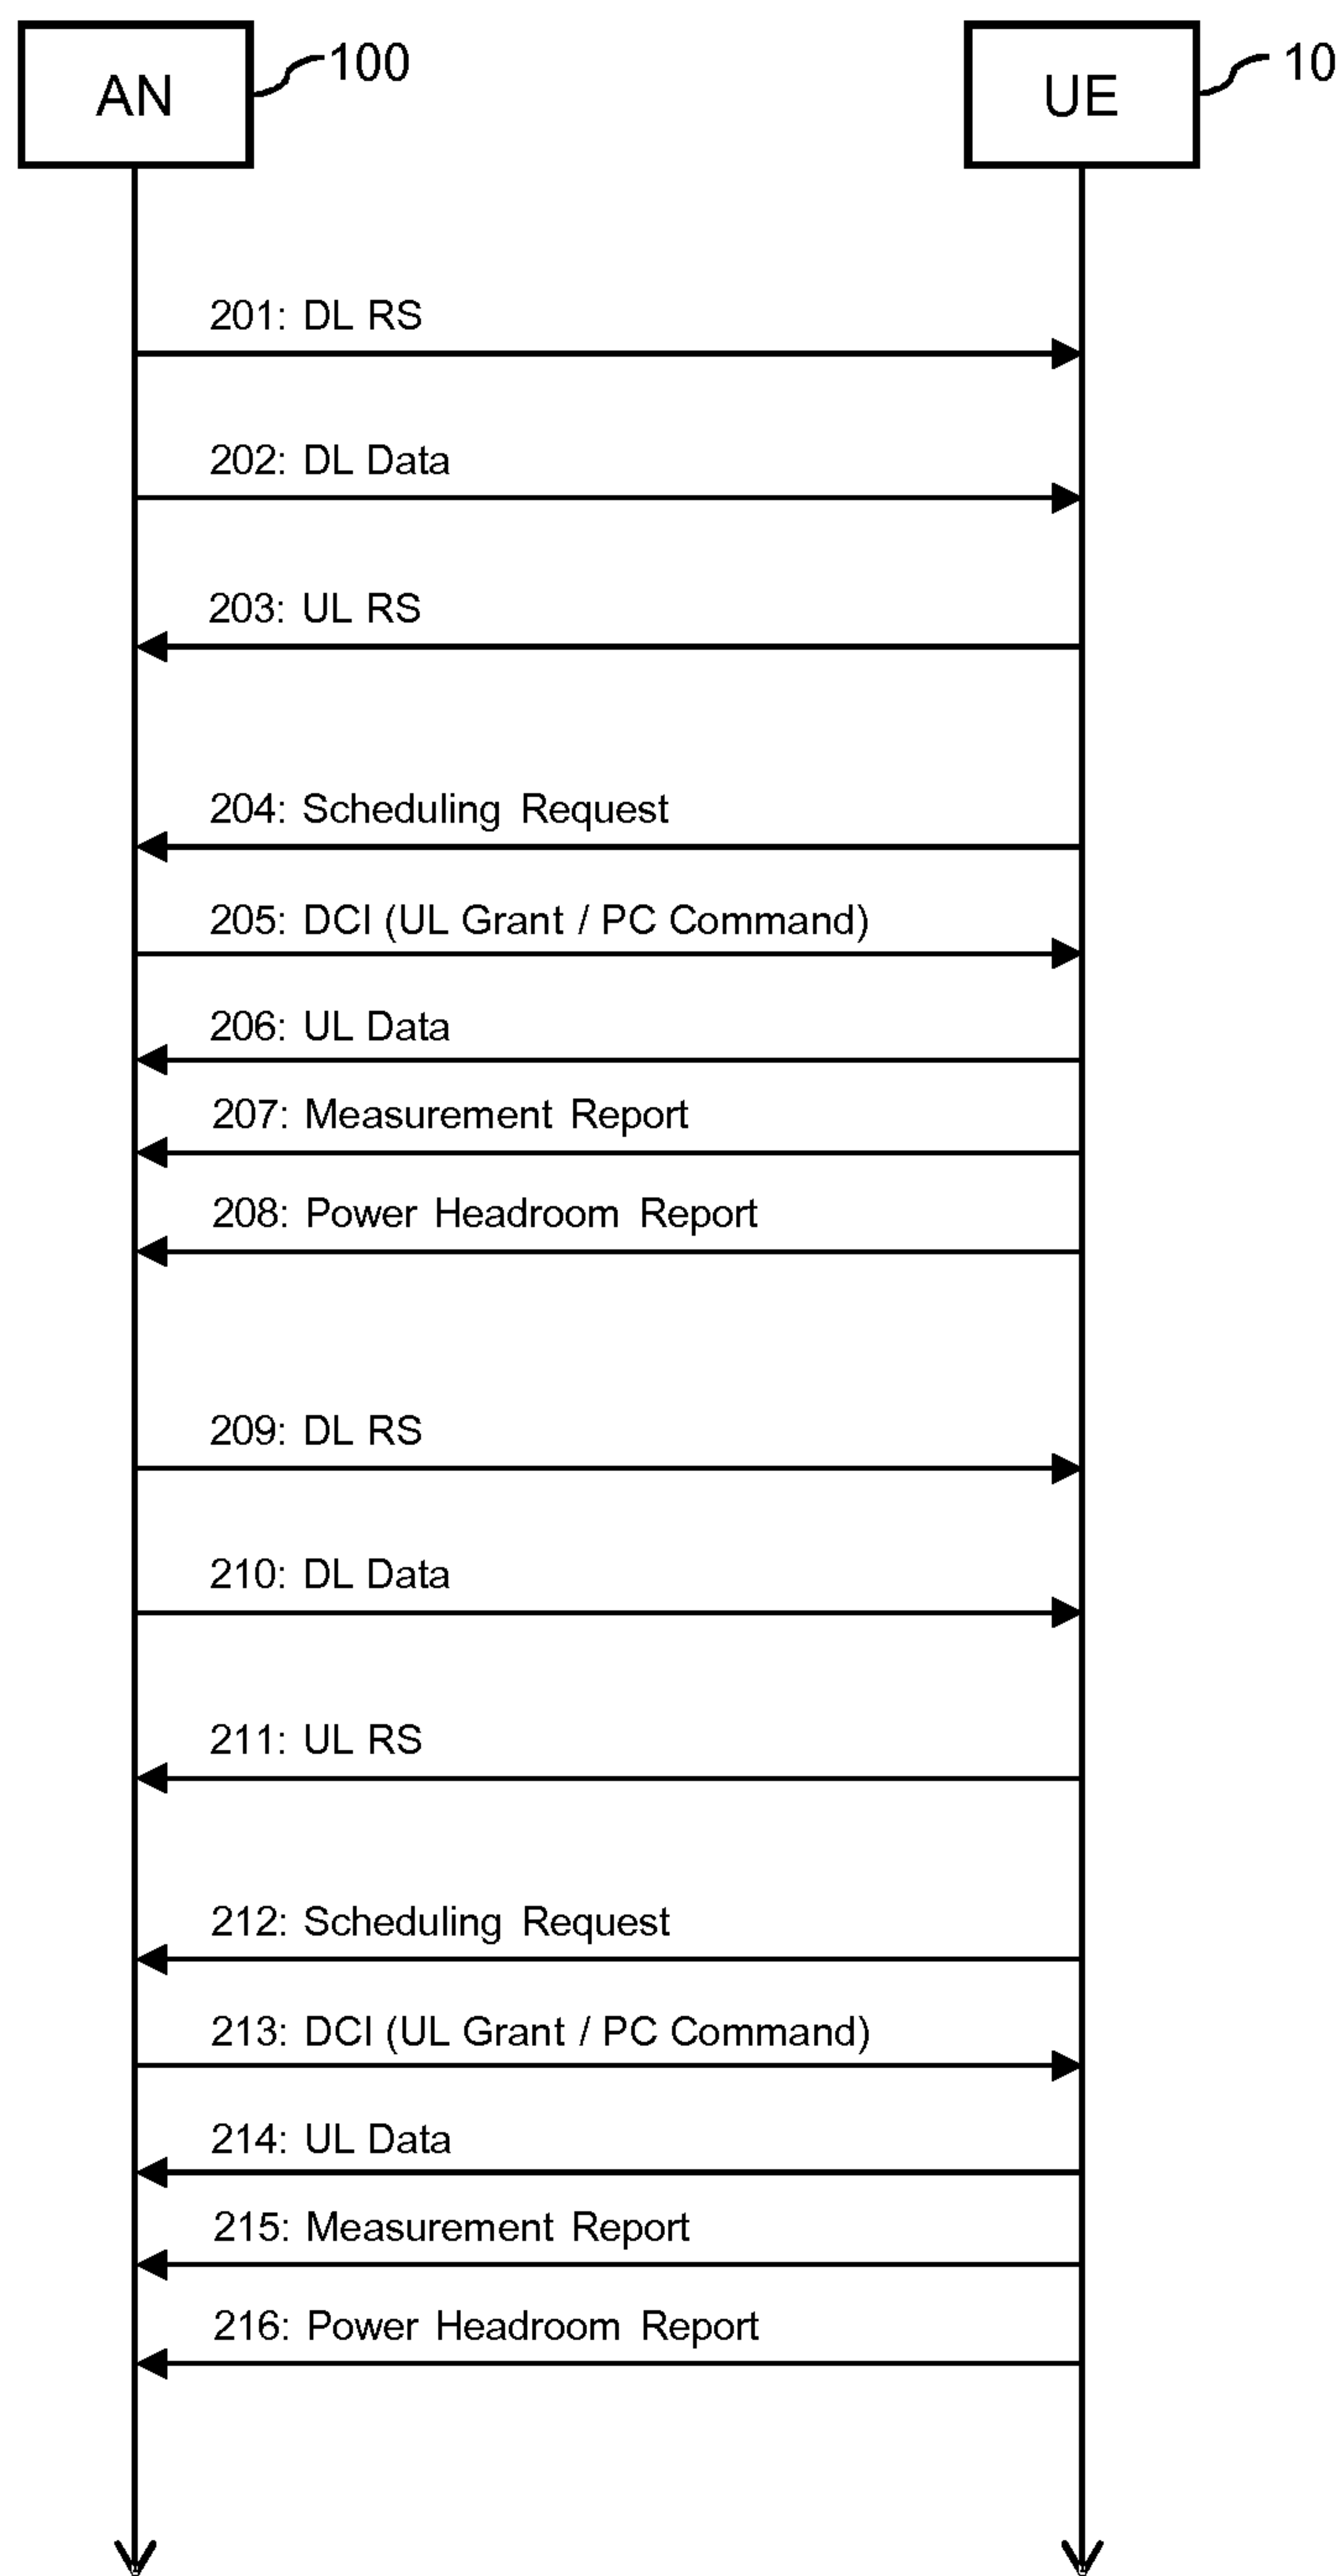 AN
100
UE
10
201: DL RS
202: DL Data
203: UL RS
204: Scheduling Request
205: DCI (UL Grant / PC Command)
206: UL Data
207: Measurement Report
208: Power Headroom Report
209: DL RS
210: DL Data
211: UL RS
212: Scheduling Request
213: DCI (UL Grant / PC Command)
214: UL Data
215: Measurement Report
216: Power Headroom Report